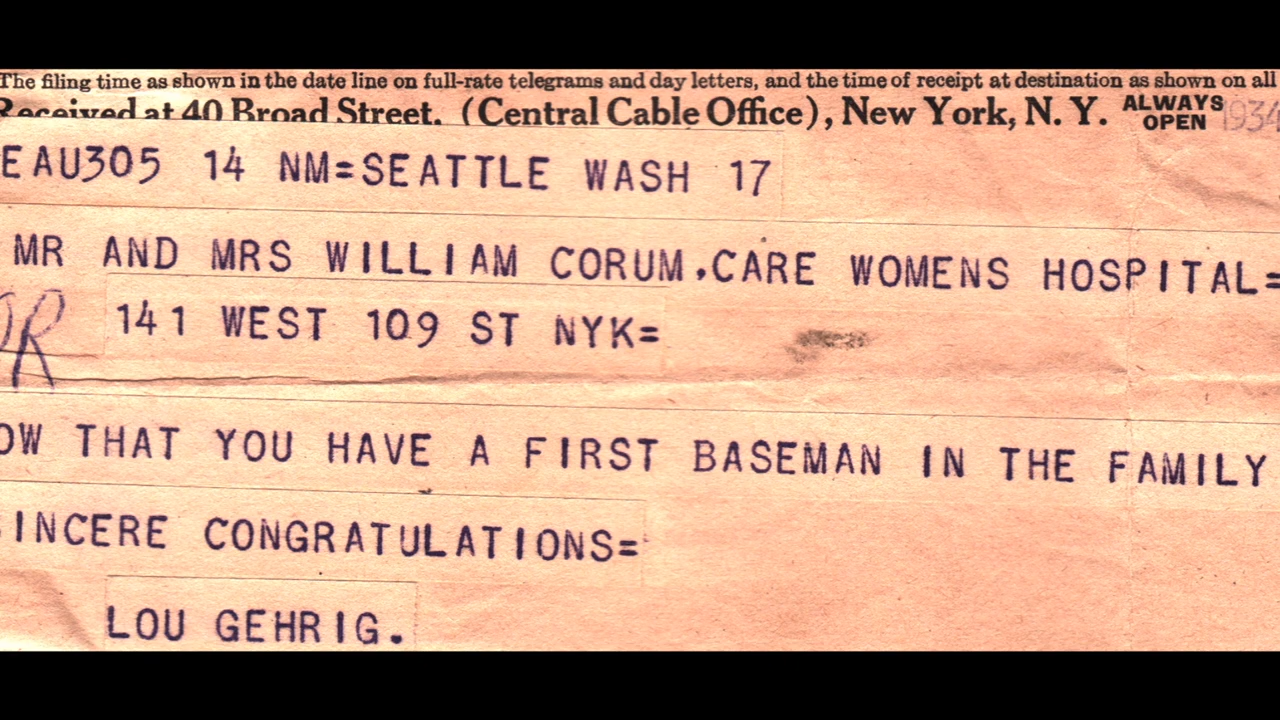 The filing time as shown in the date line on full-rate telegrams and day letters, and the time of receipt at destination as shown on all
Received at 40 Broad Street. (Central Cable Office), New York, N. Y. ALWAYS OPEN 1934
EAU305 14 NM=SEATTLE WASH 17
MR AND MRS WILLIAM CORUM,CARE WOMENS HOSPITAL=
OR 141 WEST 109 ST NYK=
OW THAT YOU HAVE A FIRST BASEMAN IN THE FAMILY
SINCERE CONGRATULATIONS=
LOU GEHRIG.